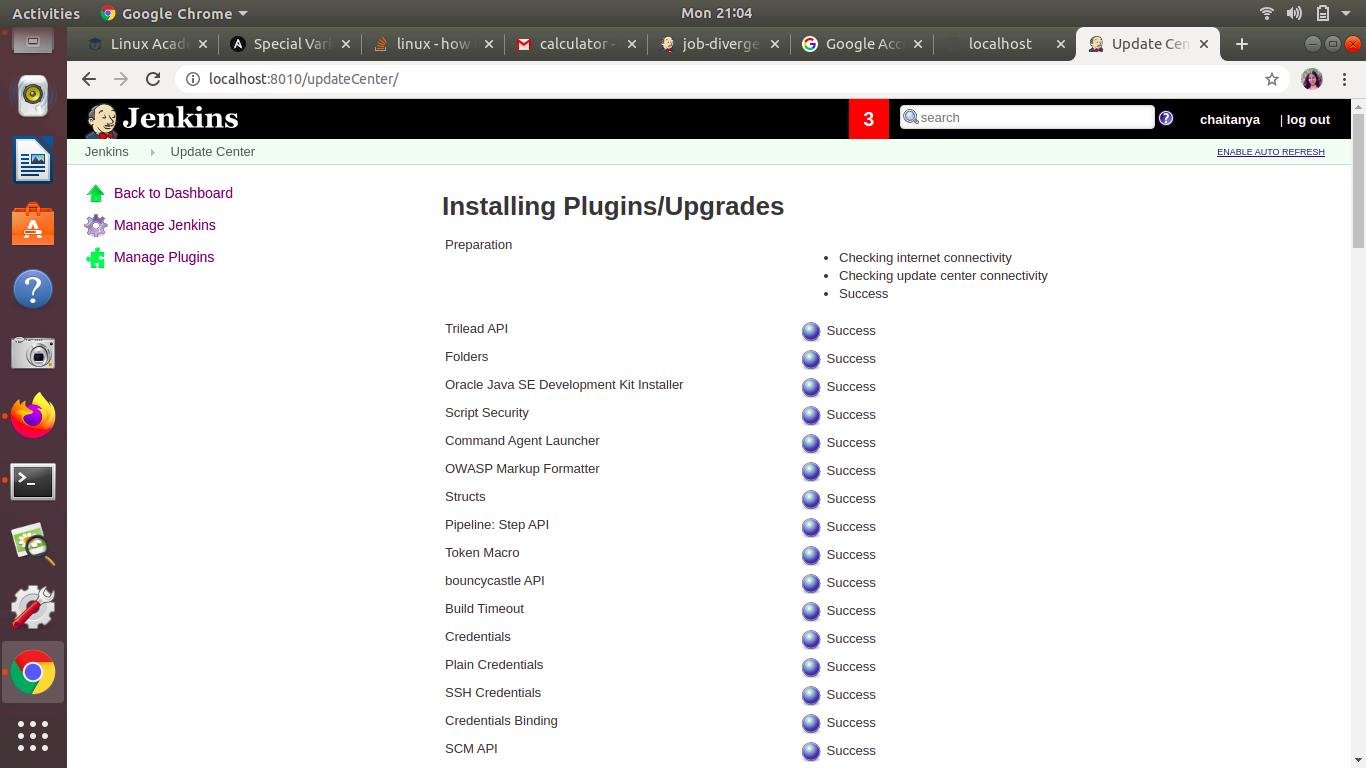 Activities Google Chrome Mon 21:04
Linux Acad Special Vari linux - how calculator - job-diverge Google Acc localhost Update Cen
localhost:8010/updateCenter/
Jenkins 3 search chaitanya | log out
Jenkins Update Center ENABLE AUTO REFRESH
Back to Dashboard
Manage Jenkins
Manage Plugins
Installing Plugins/Upgrades
Preparation
Checking internet connectivity
Checking update center connectivity
Success
Trilead API Success
Folders Success
Oracle Java SE Development Kit Installer Success
Script Security Success
Command Agent Launcher Success
OWASP Markup Formatter Success
Structs Success
Pipeline: Step API Success
Token Macro Success
bouncycastle API Success
Build Timeout Success
Credentials Success
Plain Credentials Success
SSH Credentials Success
Credentials Binding Success
SCM API Success